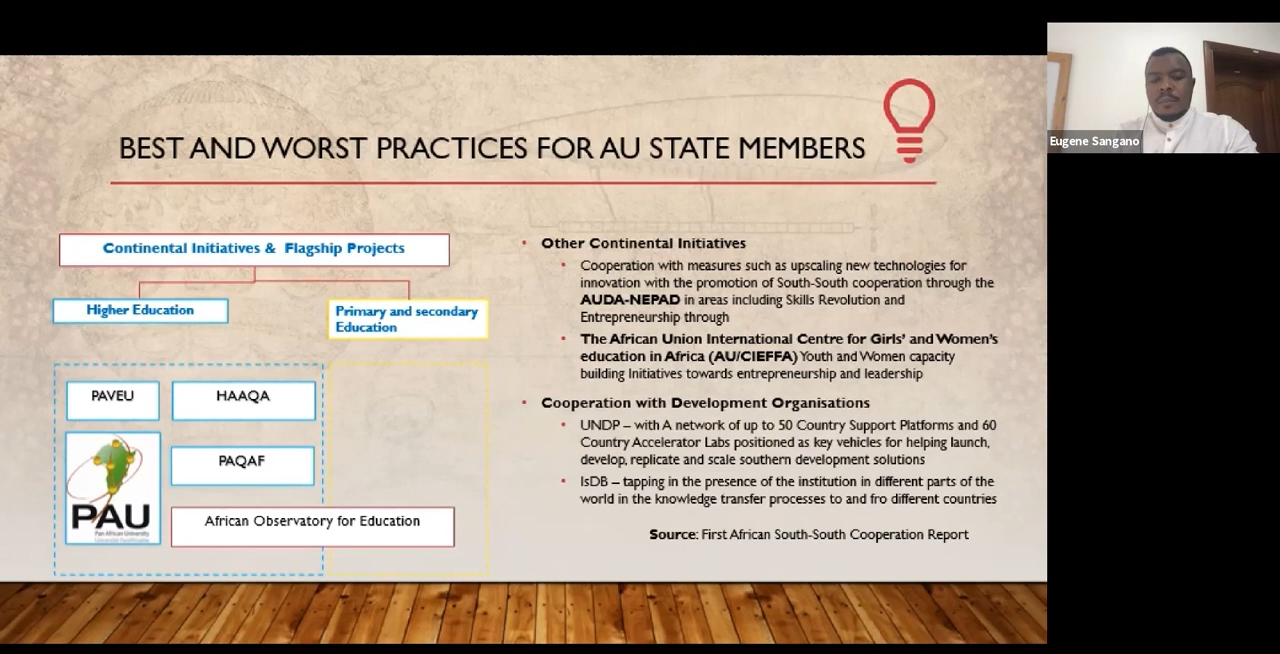 BEST AND WORST PRACTICES FOR AU STATE MEMBERS
Eugene Sangano
Continental Initiatives & Flagship Projects
Higher Education
Primary and secondary
Education
PAVEU
HAAQA
PAQAF
PAU
Pan African University
African Observatory for Education
• Other Continental Initiatives
• Cooperation with measures such as upscaling new technologies for
innovation with the promotion of South-South cooperation through the
AUDA-NEPAD in areas including Skills Revolution and
Entrepreneurship through
• The African Union International Centre for Girls' and Women's
education in Africa (AU/CIEFFA) Youth and Women capacity
building Initiatives towards entrepreneurship and leadership
• Cooperation with Development Organisations
• UNDP – with A network of up to 50 Country Support Platforms and 60
Country Accelerator Labs positioned as key vehicles for helping launch,
develop, replicate and scale southern development solutions
• IsDB – tapping in the presence of the institution in different parts of the
world in the knowledge transfer processes to and fro different countries
Source: First African South-South Cooperation Report